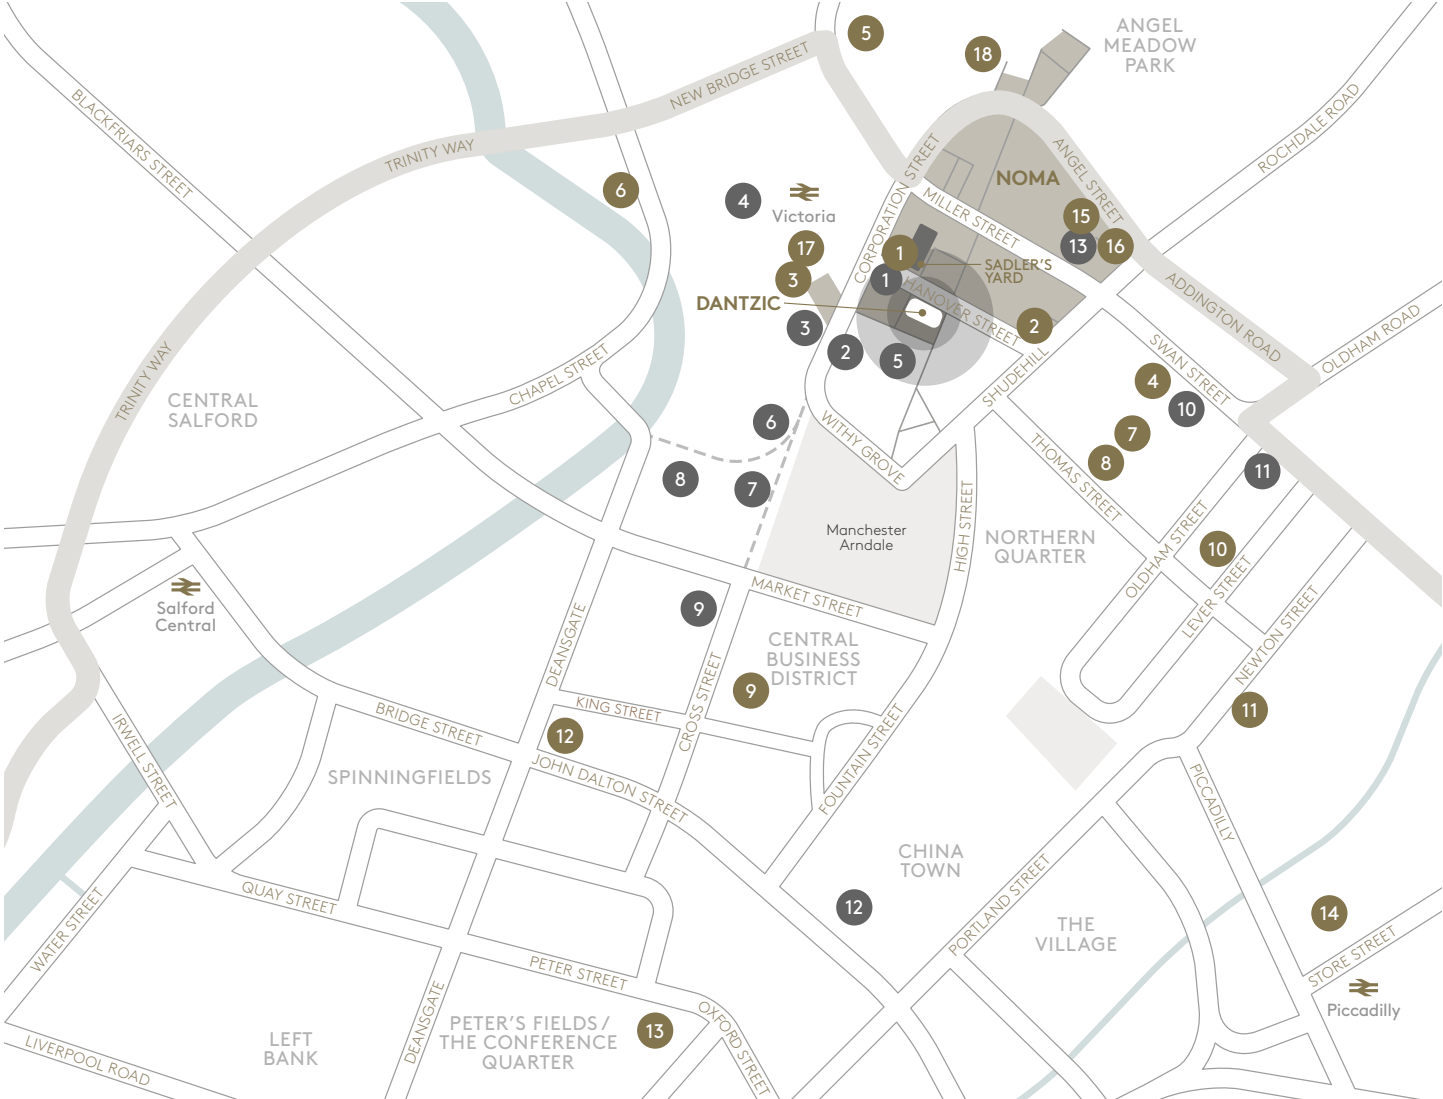 5
18
ANGEL
MEADOW
PARK
NEW BRIDGE STREET
BLACKFRIARS STREET
TRINITY WAY
ROCHDALE ROAD
ANGEL STREET
NOMA
6
4
Victoria
CORPORATION STREET
MILLER STREET
15
13
16
17
1
SADLER'S
YARD
3
1
HANOVER STREET
DANTZIC
ADDINGTON ROAD
3
2
5
2
OLDHAM ROAD
SWAN STREET
TRINITY WAY
CHAPEL STREET
SHUDEHILL
4
10
CENTRAL
SALFORD
6
WITHY GROVE
7
8
THOMAS STREET
11
8
7
HIGH STREET
Manchester
Arndale
NORTHERN
QUARTER
OLDHAM STREET
10
LEVER STREET
Salford
Central
9
MARKET STREET
NEWTON STREET
DEANSGATE
CENTRAL
BUSINESS
DISTRICT
9
CROSS STREET
KING STREET
11
IRWELL STREET
BRIDGE STREET
12
FOUNTAIN STREET
SPINNINGFIELDS
JOHN DALTON STREET
PICCADILLY
CHINA
TOWN
QUAY STREET
12
PORTLAND STREET
14
WATER STREET
THE
VILLAGE
STORE STREET
PETER STREET
Piccadilly
DEANSGATE
PETER'S FIELDS /
THE CONFERENCE
QUARTER
13
OXFORD STREET
LEFT
BANK
LIVERPOOL ROAD